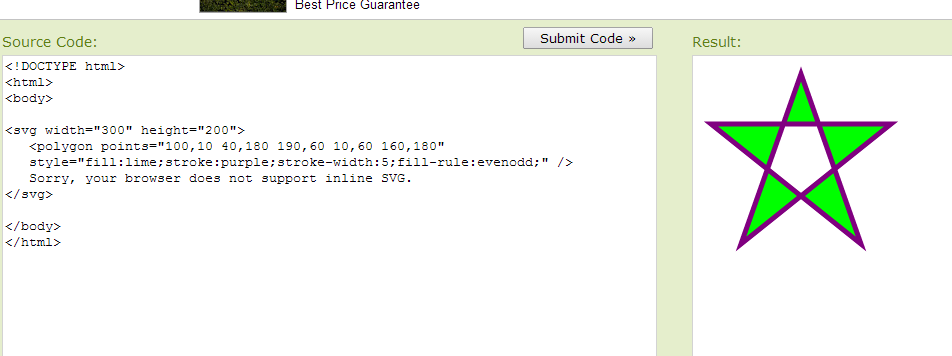 Best Price Guarantee
Source Code:
Submit Code »
Result:
<!DOCTYPE html>
<html>
<body>
<svg width="300" height="200">
<polygon points="100,10 40,180 190,60 10,60 160,180"
style="fill:lime;stroke:purple;stroke-width:5;fill-rule:evenodd;" />
Sorry, your browser does not support inline SVG.
</svg>
</body>
</html>